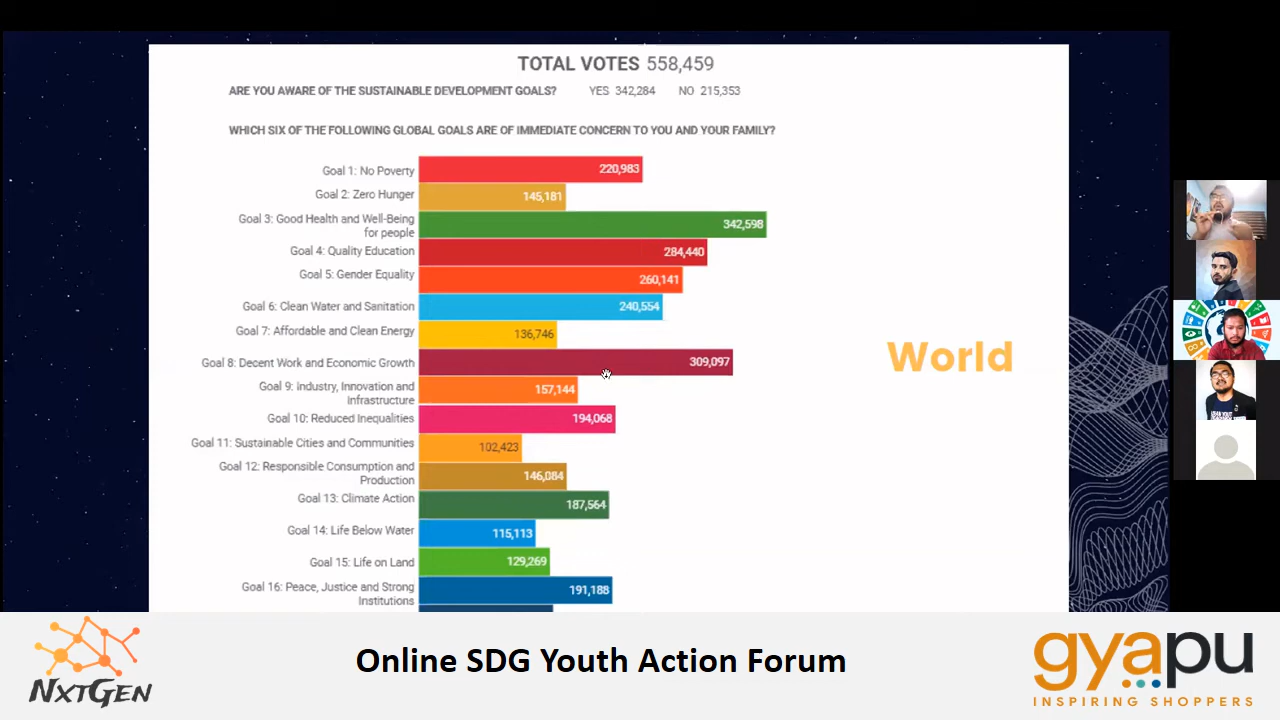 TOTAL VOTES 558,459
ARE YOU AWARE OF THE SUSTAINABLE DEVELOPMENT GOALS? YES 342,284 NO 215,353
WHICH SIX OF THE FOLLOWING GLOBAL GOALS ARE OF IMMEDIATE CONCERN TO YOU AND YOUR FAMILY?
Goal 1: No Poverty 220,983
Goal 2: Zero Hunger 145,181
Goal 3: Good Health and Well-Being
for people 342,598
Goal 4: Quality Education 284,440
Goal 5: Gender Equality 260,141
Goal 6: Clean Water and Sanitation 240,554
Goal 7: Affordable and Clean Energy 136,746
Goal 8: Decent Work and Economic Growth 309,097
World
Goal 9: Industry, Innovation and
Infrastructure 157,144
Goal 10: Reduced Inequalities 194,068
Goal 11: Sustainable Cities and Communities 102,423
Goal 12: Responsible Consumption and
Production 146,084
Goal 13: Climate Action 187,564
Goal 14: Life Below Water 115,113
Goal 15: Life on Land 129,269
Goal 16: Peace, Justice and Strong
Institutions 191,188
NXTGEN
Online SDG Youth Action Forum
gyapu
INSPIRING SHOPPERS